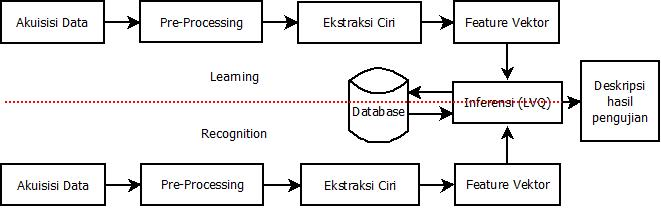 Akuisisi Data
Pre-Processing
Ekstraksi Ciri
Feature Vektor
Learning
Database
Inferensi (LVQ)
Deskripsi
hasil
pengujian
Recognition
Akuisisi Data
Pre-Processing
Ekstraksi Ciri
Feature Vektor